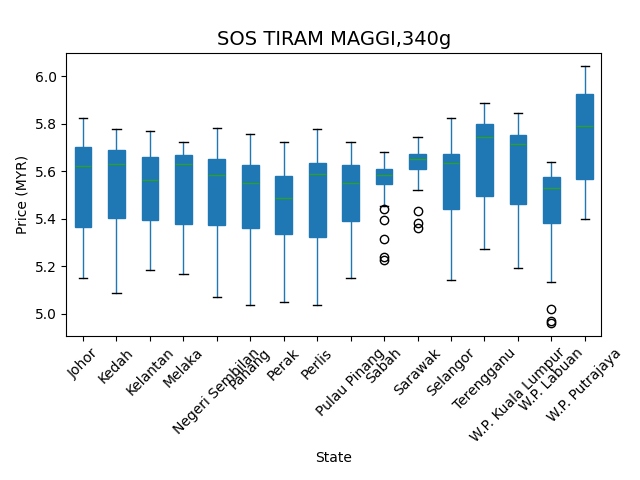 SOS TIRAM MAGGI,340g
Price (MYR)
6.0
5.8
5.6
5.4
5.2
5.0
Johor
Kedah
Kelantan
Melaka
Negeri Sembilan
Pahang
Perak
Perlis
Pulau Pinang
Sabah
Sarawak
Selangor
Terengganu
W.P. Kuala Lumpur
W.P. Labuan
W.P. Putrajaya
State